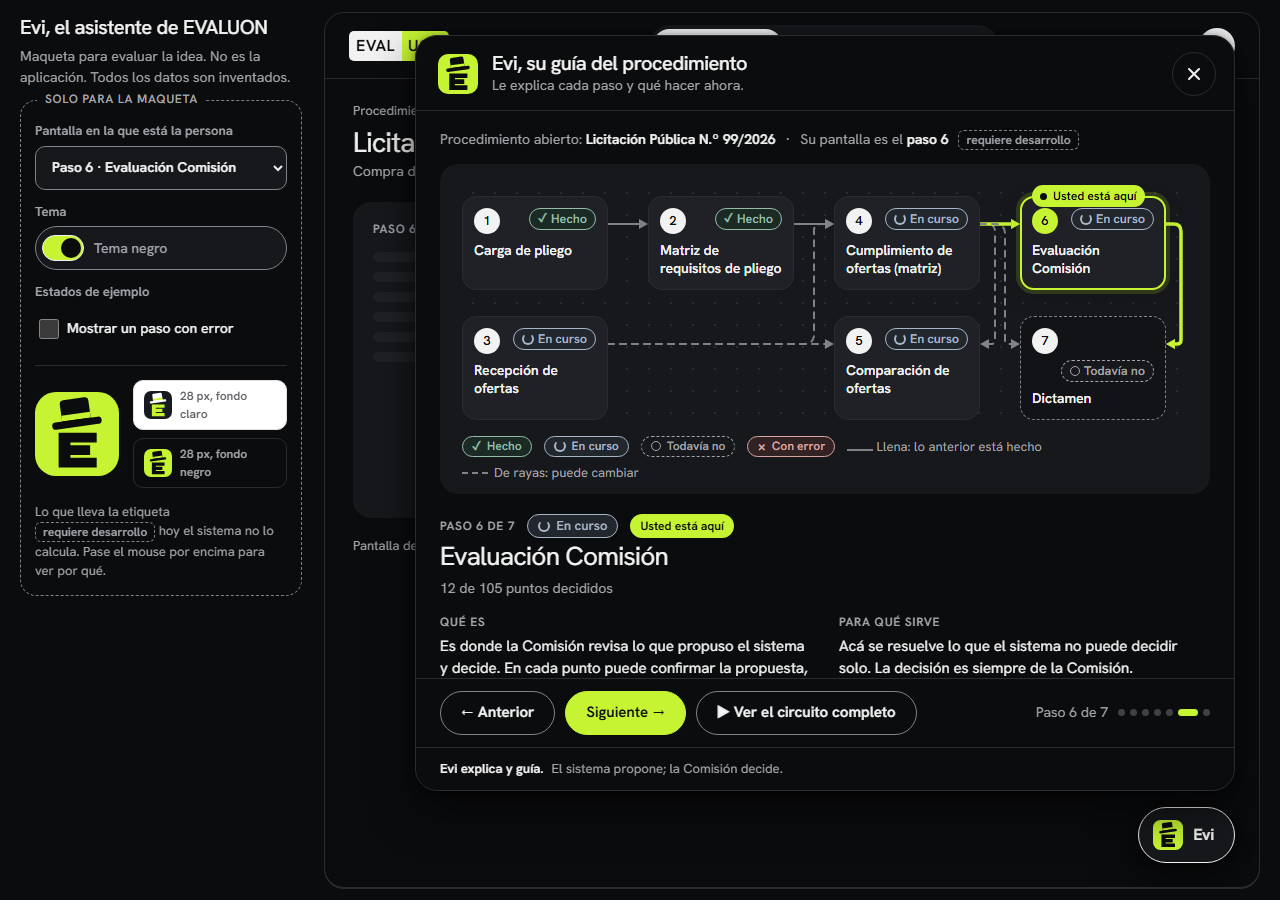 Evi, el asistente de EVALUON
Maqueta para evaluar la idea. No es la
aplicación. Todos los datos son inventados.
SOLO PARA LA MAQUETA
Pantalla en la que está la persona
Paso 6 · Evaluación Comisión
Tema
Tema negro
Estados de ejemplo
Mostrar un paso con error
28 px, fondo
claro
28 px, fondo
negro
Lo que lleva la etiqueta
requiere desarrollo hoy el sistema no lo
calcula. Pase el mouse por encima para
ver por qué.
EVAL U
Procedimie
Licita
Compra d
PASO 6
Pantalla de
Evi, su guía del procedimiento
Le explica cada paso y qué hacer ahora.
Procedimiento abierto: Licitación Pública N.º 99/2026 · Su pantalla es el paso 6 requiere desarrollo
1 ✓ Hecho
Carga de pliego
2 ✓ Hecho
Matriz de
requisitos de pliego
4 En curso
Cumplimiento de
ofertas (matriz)
Usted está aquí
6 En curso
Evaluación
Comisión
3 En curso
Recepción de
ofertas
5 En curso
Comparación de
ofertas
7
Todavía no
Dictamen
✓ Hecho En curso Todavía no × Con error Llena: lo anterior está hecho
De rayas: puede cambiar
PASO 6 DE 7 En curso Usted está aquí
Evaluación Comisión
12 de 105 puntos decididos
QUÉ ES
Es donde la Comisión revisa lo que propuso el sistema
y decide. En cada punto puede confirmar la propuesta,
PARA QUÉ SIRVE
Acá se resuelve lo que el sistema no puede decidir
solo. La decisión es siempre de la Comisión.
← Anterior
Siguiente →
▶ Ver el circuito completo
Paso 6 de 7
Evi explica y guía. El sistema propone; la Comisión decide.
Evi